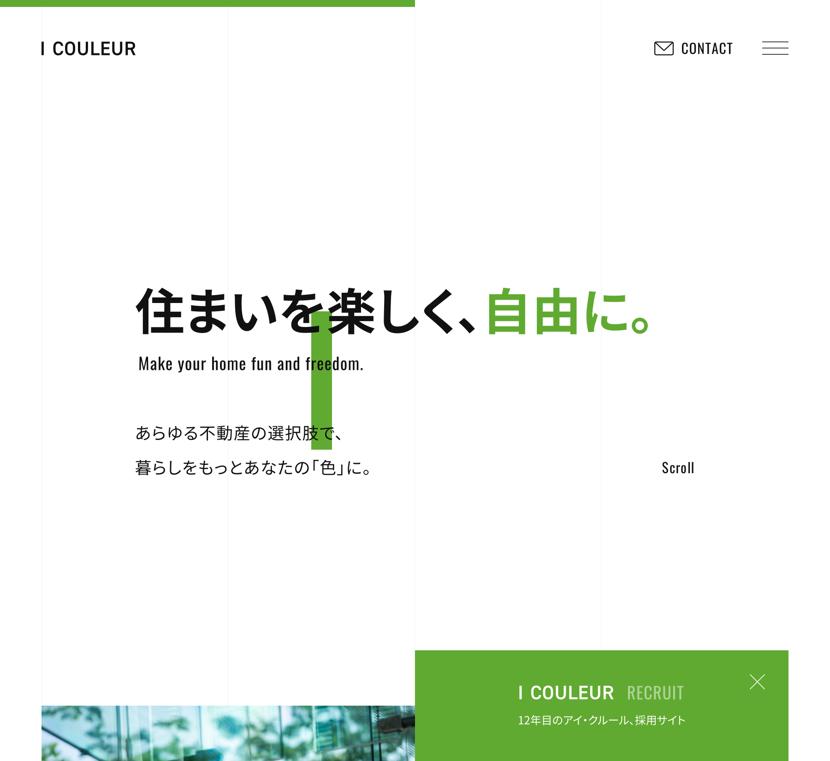 I COULEUR
CONTACT
住まいを楽しく、自由に。
Make your home fun and freedom.
あらゆる不動産の選択肢で、
暮らしをもっとあなたの「色」に。
Scroll
I COULEUR RECRUIT
12年目のアイ・クルール、採用サイト